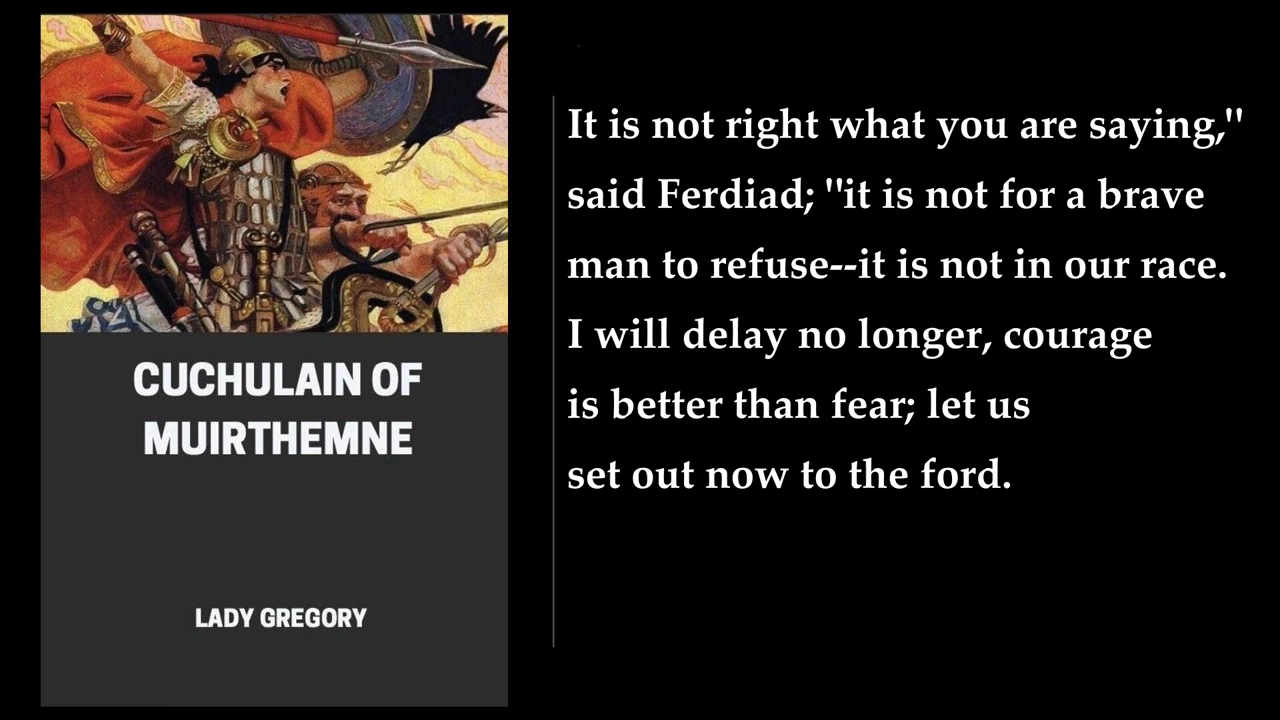 CUCHULAIN OF
MUIRTHEMNE
LADY GREGORY
It is not right what you are saying,"
said Ferdiad; "it is not for a brave
man to refuse--it is not in our race.
I will delay no longer, courage
is better than fear; let us
set out now to the ford.